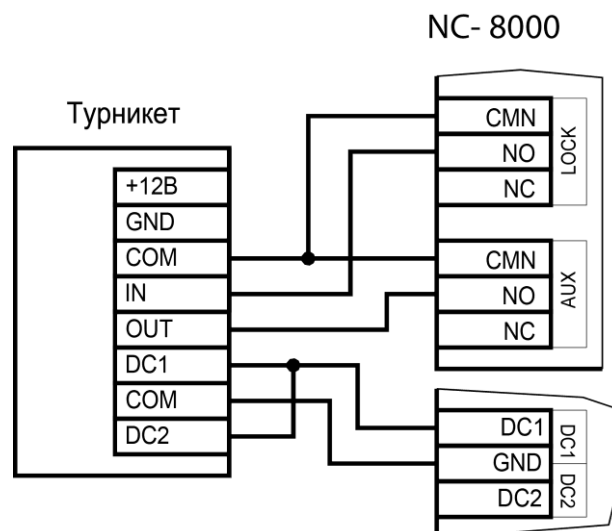 NC- 8000
Турникет
+12В
GND
COM
IN
OUT
DC1
COM
DC2
CMN
NO
NC
LOCK
CMN
NO
NC
AUX
DC1
GND
DC2
DC1
DC2